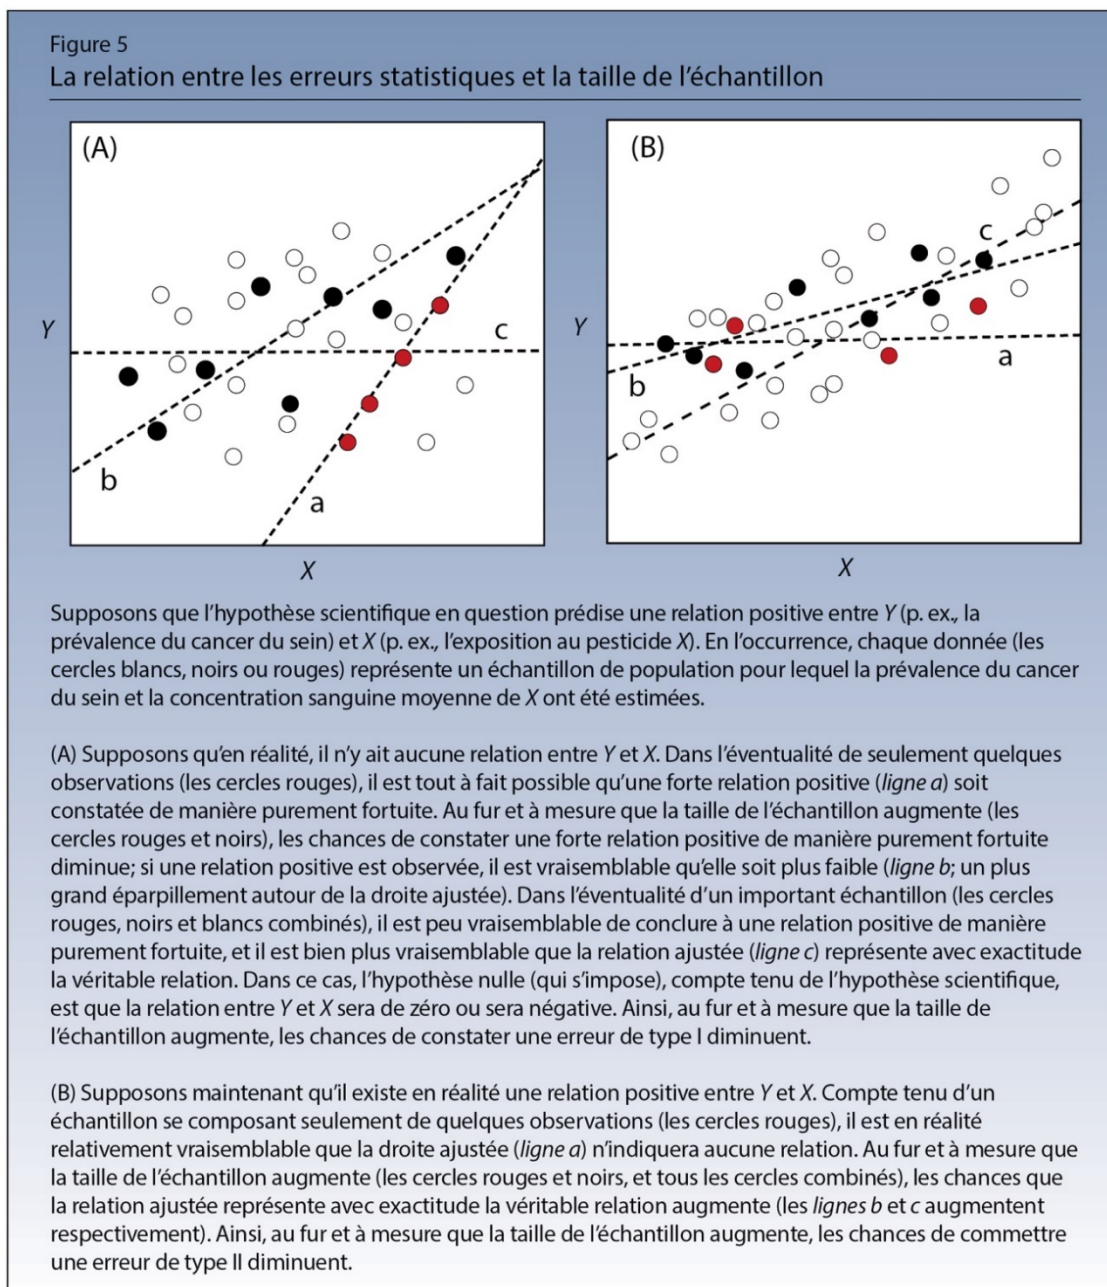 Figure 5
La relation entre les erreurs statistiques et la taille de l'échantillon
(A)
(B)
c
Y
c
Y
a
b
b
a
X
X
Supposons que l'hypothèse scientifique en question prédise une relation positive entre Y (p. ex., la
prévalence du cancer du sein) et X (p. ex., l'exposition au pesticide X). En l'occurrence, chaque donnée (les
cercles blancs, noirs ou rouges) représente un échantillon de population pour lequel la prévalence du cancer
du sein et la concentration sanguine moyenne de X ont été estimées.
(A) Supposons qu'en réalité, il n'y ait aucune relation entre Y et X. Dans l'éventualité de seulement quelques
observations (les cercles rouges), il est tout à fait possible qu'une forte relation positive (ligne a) soit
constatée de manière purement fortuite. Au fur et à mesure que la taille de l'échantillon augmente (les
cercles rouges et noirs), les chances de constater une forte relation positive de manière purement fortuite
diminue; si une relation positive est observée, il est vraisemblable qu'elle soit plus faible (ligne b; un plus
grand éparpillement autour de la droite ajustée). Dans l'éventualité d'un important échantillon (les cercles
rouges, noirs et blancs combinés), il est peu vraisemblable de conclure à une relation positive de manière
purement fortuite, et il est bien plus vraisemblable que la relation ajustée (ligne c) représente avec exactitude
la véritable relation. Dans ce cas, l'hypothèse nulle (qui s'impose), compte tenu de l'hypothèse scientifique,
est que la relation entre Y et X sera de zéro ou sera négative. Ainsi, au fur et à mesure que la taille de
l'échantillon augmente, les chances de constater une erreur de type I diminuent.
(B) Supposons maintenant qu'il existe en réalité une relation positive entre Y et X. Compte tenu d'un
échantillon se composant seulement de quelques observations (les cercles rouges), il est en réalité
relativement vraisemblable que la droite ajustée (ligne a) n'indiquera aucune relation. Au fur et à mesure que
la taille de l'échantillon augmente (les cercles rouges et noirs, et tous les cercles combinés), les chances que
la relation ajustée représente avec exactitude la véritable relation augmente (les lignes b et c augmentent
respectivement). Ainsi, au fur et à mesure que la taille de l'échantillon augmente, les chances de commettre
une erreur de type II diminuent.